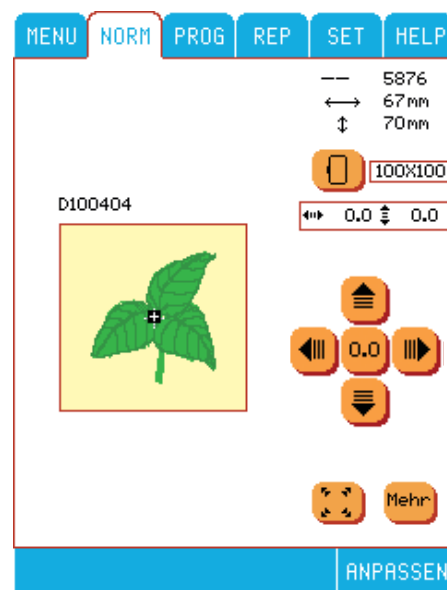 MENU NORM PROG REP SET HELP
5876
67mm
70mm
100X100
0.0 0.0
D100404
0.0
Mehr
ANPASSEN